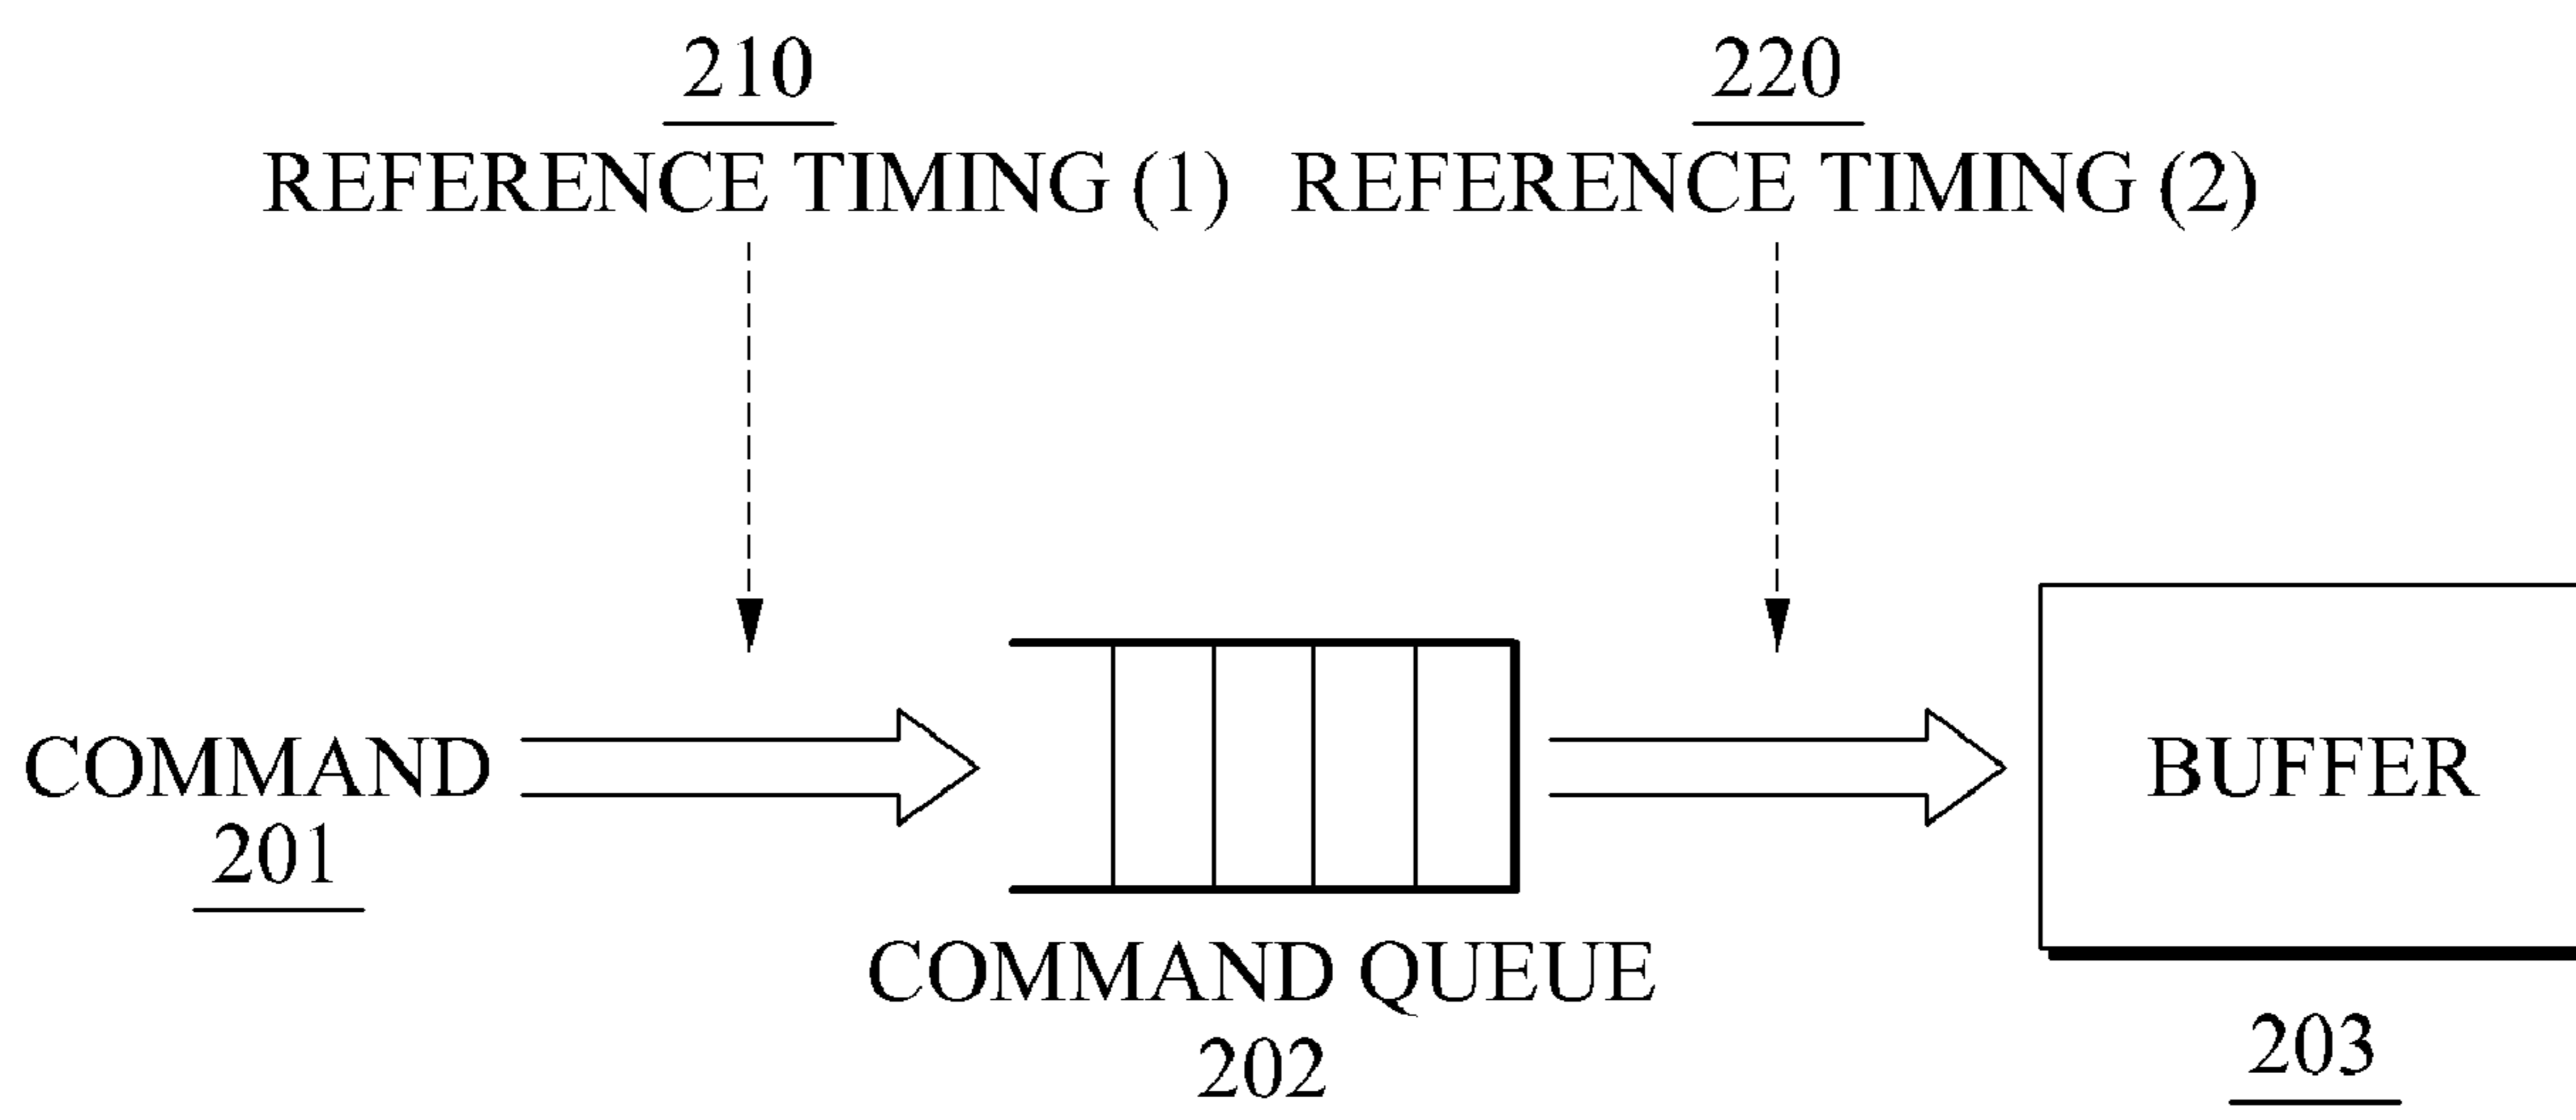 210
220
REFERENCE TIMING (1)
REFERENCE TIMING (2)
COMMAND
201
COMMAND QUEUE
202
BUFFER
203